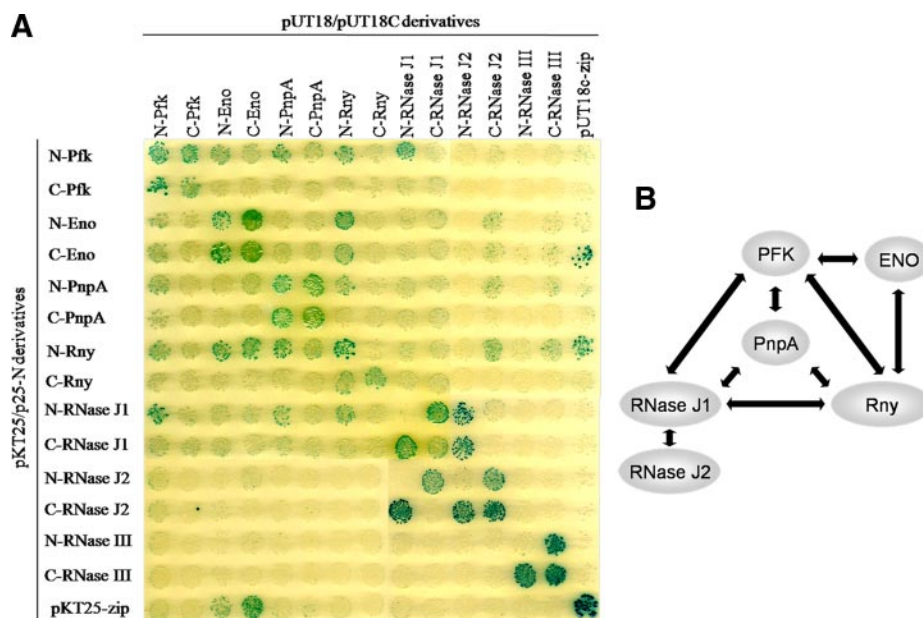 A
pUT18/pUT18C derivatives
N-Pfk
C-Pfk
N-Eno
C-Eno
N-PnpA
C-PnpA
N-Rny
C-Rny
N-RNase J1
C-RNase J1
N-RNase J2
C-RNase J2
N-RNase III
C-RNase III
pUT18c-zip
pKT25/p25-N derivatives
N-Pfk
C-Pfk
N-Eno
C-Eno
N-PnpA
C-PnpA
N-Rny
C-Rny
N-RNase J1
C-RNase J1
N-RNase J2
C-RNase J2
N-RNase III
C-RNase III
pKT25-zip
B
PFK
ENO
PnpA
RNase J1
Rny
RNase J2